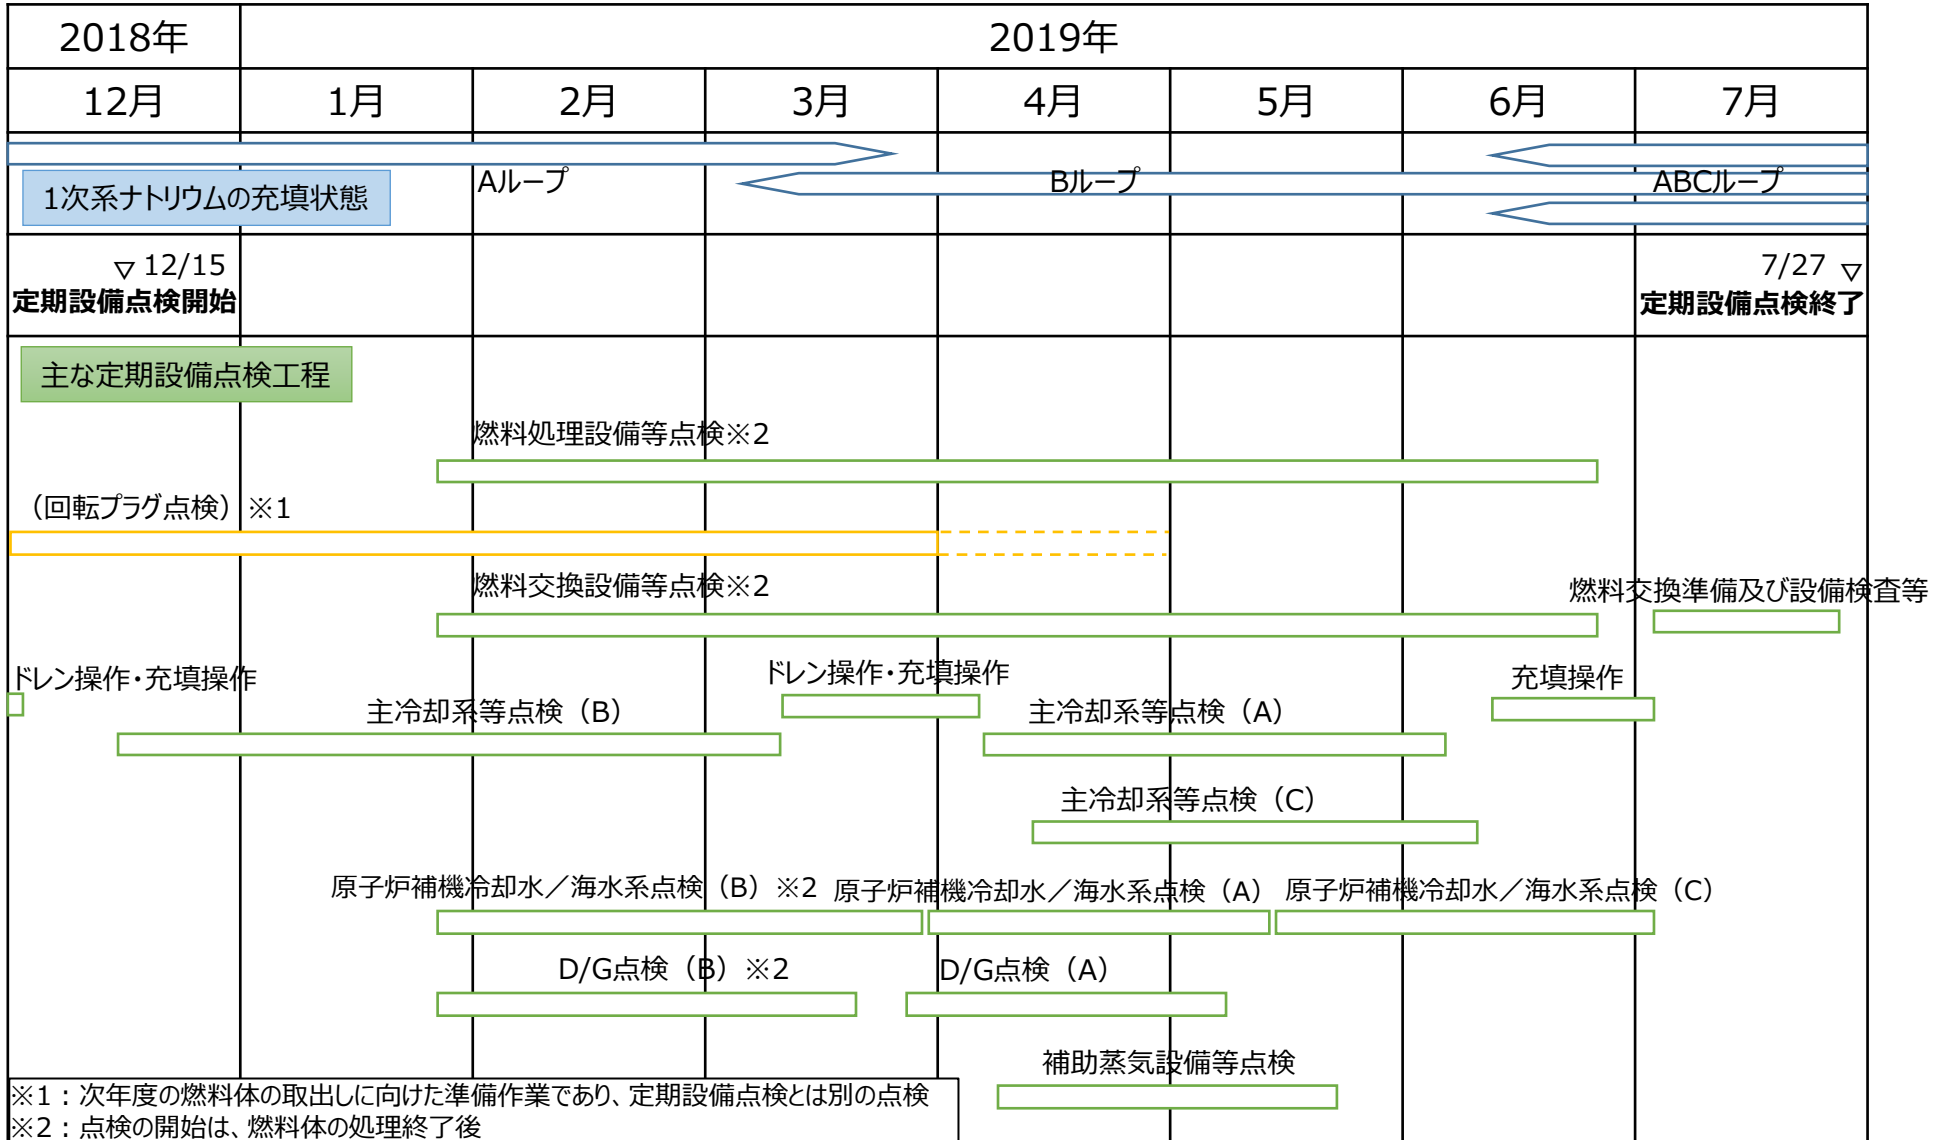 2018年
2019年
12月
1月
2月
3月
4月
5月
6月
7月
1次系ナトリウムの充填状態
Aループ
Bループ
ABCループ
▽ 12/15
定期設備点検開始
7/27 ▽
定期設備点検終了
主な定期設備点検工程
燃料処理設備等点検※2
（回転プラグ点検）※1
燃料交換設備等点検※2
燃料交換準備及び設備検査等
ドレン操作・充填操作
ドレン操作・充填操作
充填操作
主冷却系等点検（B）
主冷却系等点検（A）
主冷却系等点検（C）
原子炉補機冷却水／海水系点検（B）※2
原子炉補機冷却水／海水系点検（A）
原子炉補機冷却水／海水系点検（C）
D/G点検（B）※2
D/G点検（A）
補助蒸気設備等点検
※1：次年度の燃料体の取出しに向けた準備作業であり、定期設備点検とは別の点検
※2：点検の開始は、燃料体の処理終了後